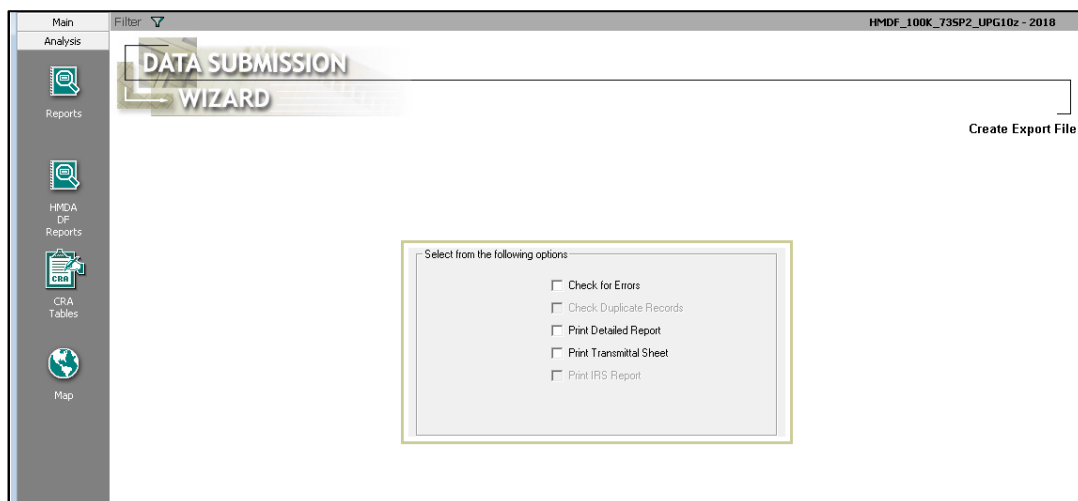 Main
Filter
HMDF_100K_73SP2_UPG10z - 2018
Analysis
DATA SUBMISSION
WIZARD
Create Export File
Reports
HMDA
DF
Reports
CRA
CRA
Tables
Map
Select from the following options
Check for Errors
Check Duplicate Records
Print Detailed Report
Print Transmittal Sheet
Print IRS Report